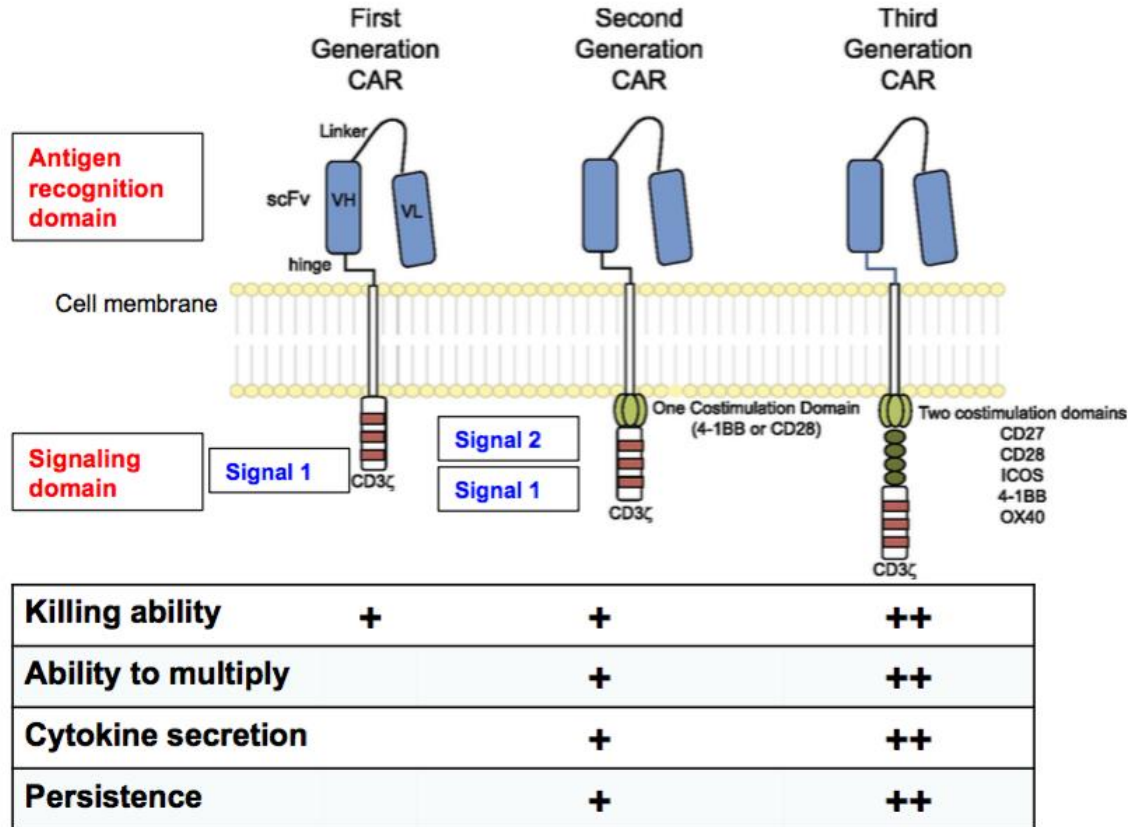 First
Generation
CAR
Second
Generation
CAR
Third
Generation
CAR
Antigen
recognition
domain
Linker
scFv
VH
VL
hinge
Cell membrane
Signaling
domain
Signal 1
CD3ζ
Signal 2
Signal 1
One Costimulation Domain
(4-1BB or CD28)
CD3ζ
Two costimulation domains
CD27
CD28
ICOS
4-1BB
OX40
CD3ζ
Killing ability + + ++
Ability to multiply + ++
Cytokine secretion + ++
Persistence + ++